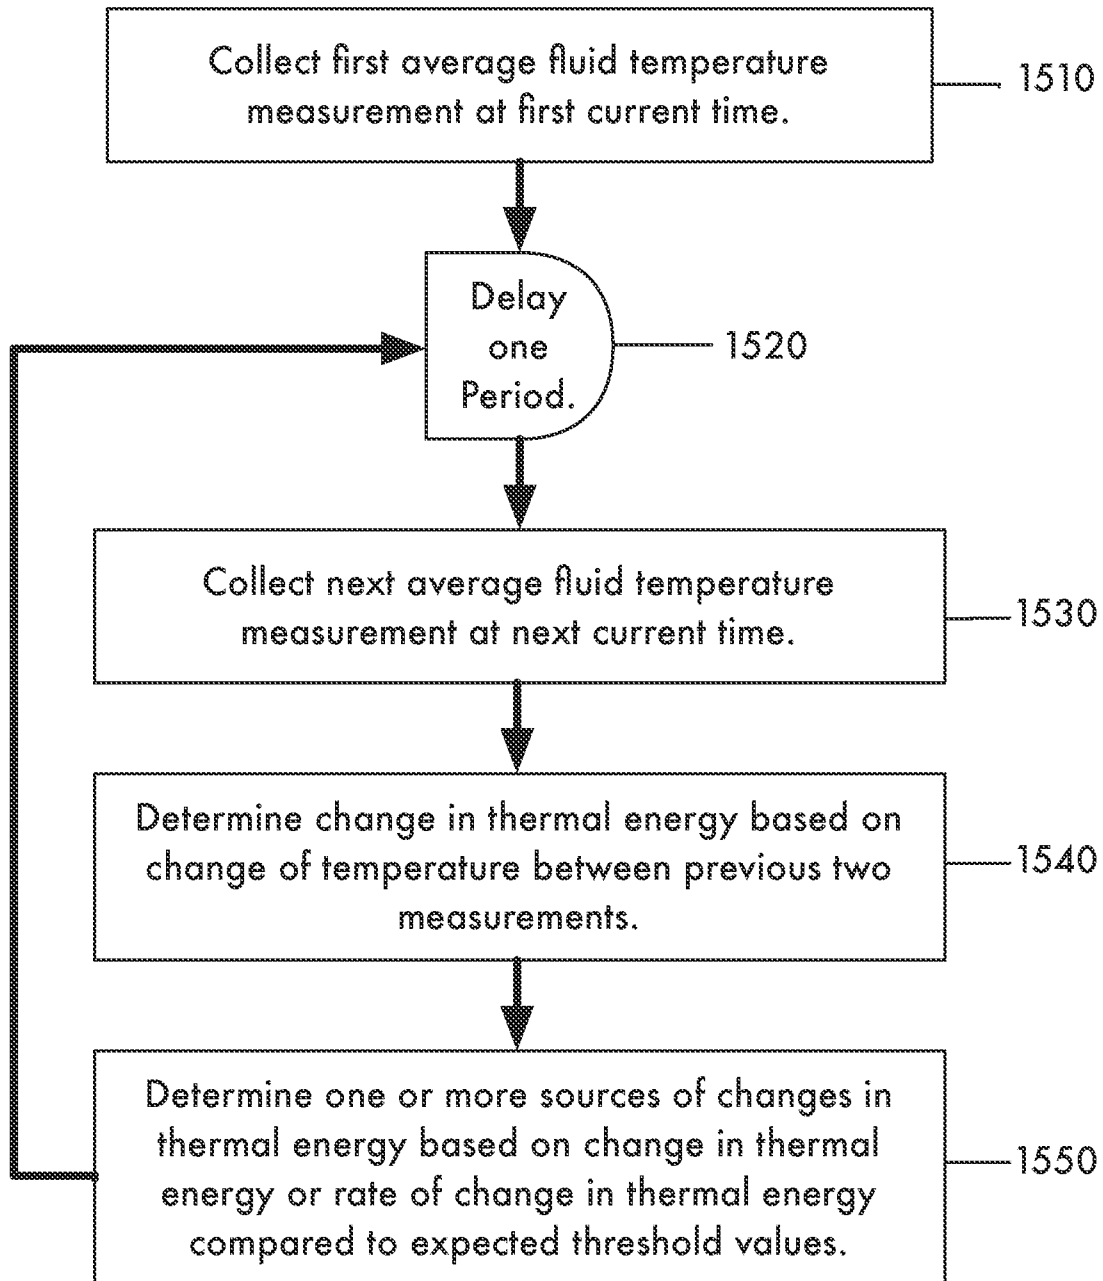 Collect first average fluid temperature
measurement at first current time.
1510
Delay
one
Period.
1520
Collect next average fluid temperature
measurement at next current time.
1530
Determine change in thermal energy based on
change of temperature between previous two
measurements.
1540
Determine one or more sources of changes in
thermal energy based on change in thermal
energy or rate of change in thermal energy
compared to expected threshold values.
1550